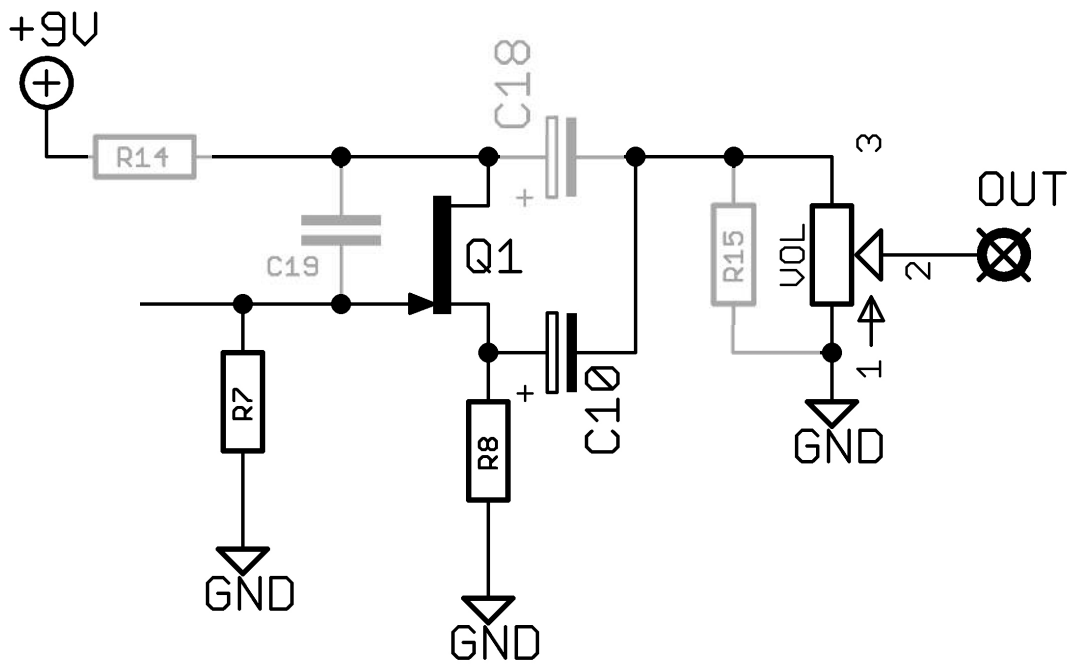 +9V
R14
C18
+
3
OUT
C19
Q1
R15
VOL
2
1
R7
+
C10
R8
GND
GND
GND